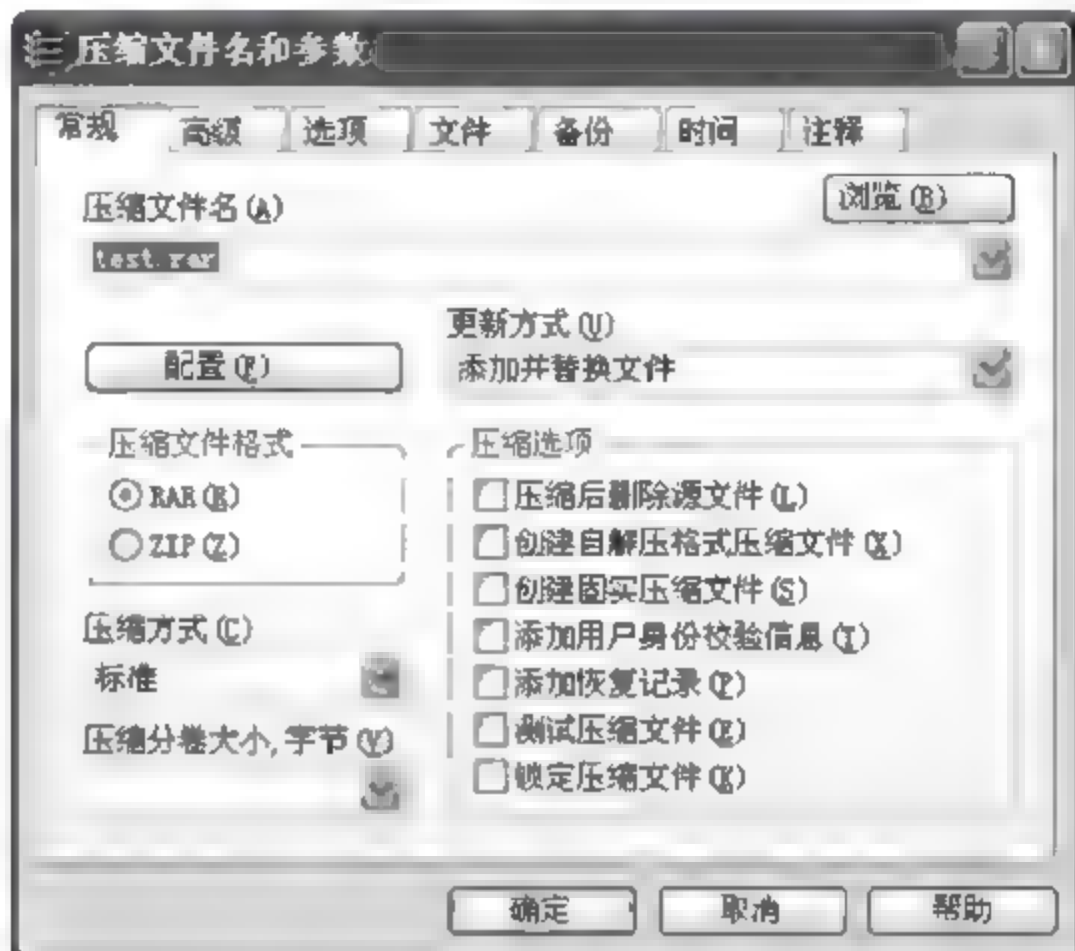 压缩文件名和参数
常规 高级 选项 文件 备份 时间 注释
压缩文件名(A)
浏览(B)
test.rar
更新方式(U)
配置(F)
添加并替换文件
压缩文件格式
RAR(R)
ZIP(Z)
压缩方式(C)
标准
压缩分卷大小,字节(V)
压缩选项
压缩后删除源文件(L)
创建自解压格式压缩文件(X)
创建固实压缩文件(S)
添加用户身份校验信息(I)
添加恢复记录(P)
测试压缩文件(E)
锁定压缩文件(K)
确定 取消 帮助